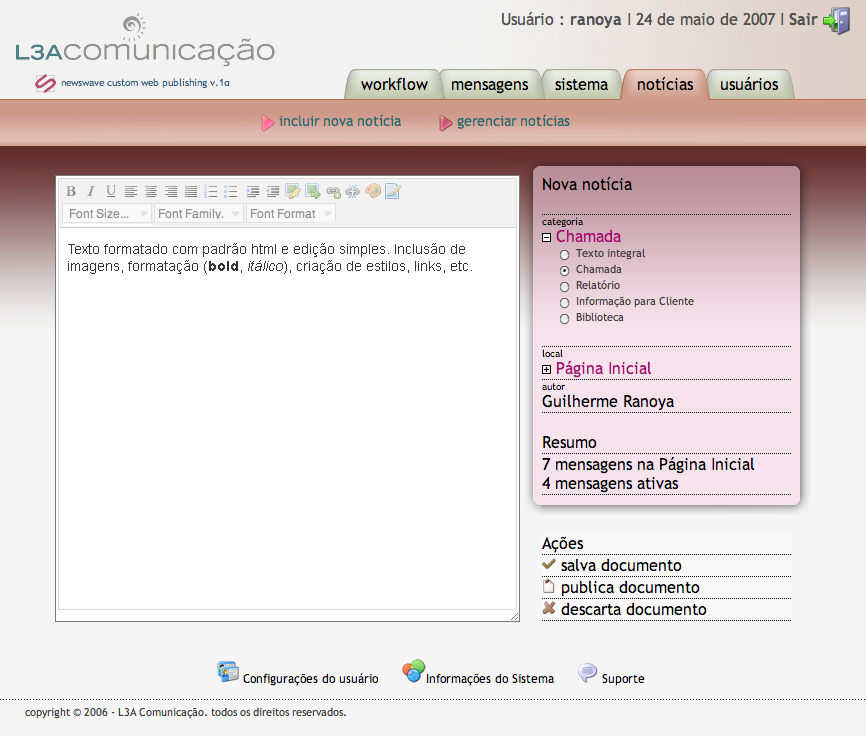 Usuário : ranoya | 24 de maio de 2007 | Sair
L3Acomunicação
newswave custom web publishing v.1α
workflow
mensagens
sistema
notícias
usuários
incluir nova notícia
gerenciar notícias
B I U
Font Size... Font Family. Font Format
Texto formatado com padrão html e edição simples. Inclusão de
imagens, formatação (bold, itálico), criação de estilos, links, etc.
Nova notícia
categoria
Chamada
Texto integral
Chamada
Relatório
Informação para Cliente
Biblioteca
local
Página Inicial
autor
Guilherme Ranoya
Resumo
7 mensagens na Página Inicial
4 mensagens ativas
Ações
salva documento
publica documento
descarta documento
Configurações do usuário
Informações do Sistema
Suporte
copyright © 2006 - L3A Comunicação. todos os direitos reservados.